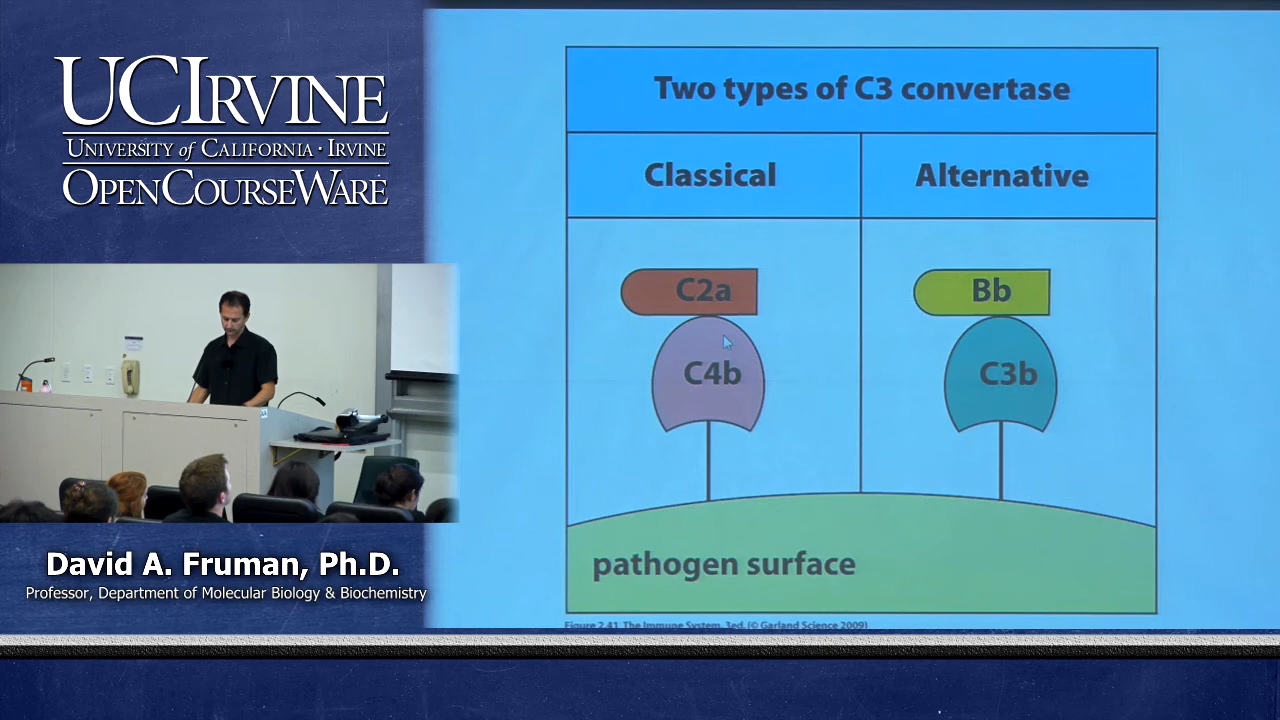 UCIRVINE
UNIVERSITY of CALIFORNIA · IRVINE
OPENCOURSEWARE
David A. Fruman, Ph.D.
Professor, Department of Molecular Biology & Biochemistry
Two types of C3 convertase
Classical
Alternative
C2a
Bb
C4b
C3b
pathogen surface
Figure 2.41 The Immune System, 3ed. (© Garland Science 2009)